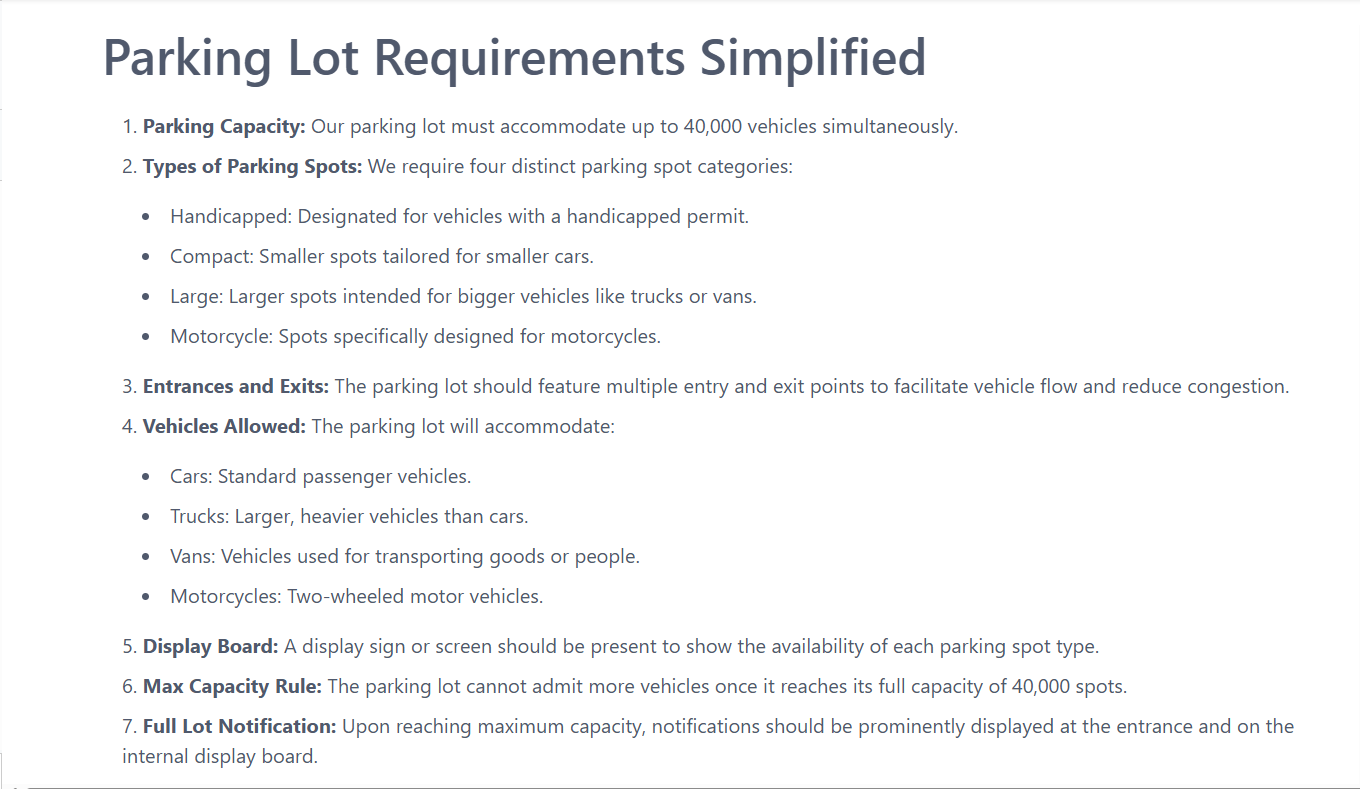 Parking Lot Requirements Simplified
1. Parking Capacity: Our parking lot must accommodate up to 40,000 vehicles simultaneously.
2. Types of Parking Spots: We require four distinct parking spot categories:
• Handicapped: Designated for vehicles with a handicapped permit.
• Compact: Smaller spots tailored for smaller cars.
• Large: Larger spots intended for bigger vehicles like trucks or vans.
• Motorcycle: Spots specifically designed for motorcycles.
3. Entrances and Exits: The parking lot should feature multiple entry and exit points to facilitate vehicle flow and reduce congestion.
4. Vehicles Allowed: The parking lot will accommodate:
• Cars: Standard passenger vehicles.
• Trucks: Larger, heavier vehicles than cars.
• Vans: Vehicles used for transporting goods or people.
• Motorcycles: Two-wheeled motor vehicles.
5. Display Board: A display sign or screen should be present to show the availability of each parking spot type.
6. Max Capacity Rule: The parking lot cannot admit more vehicles once it reaches its full capacity of 40,000 spots.
7. Full Lot Notification: Upon reaching maximum capacity, notifications should be prominently displayed at the entrance and on the
internal display board.